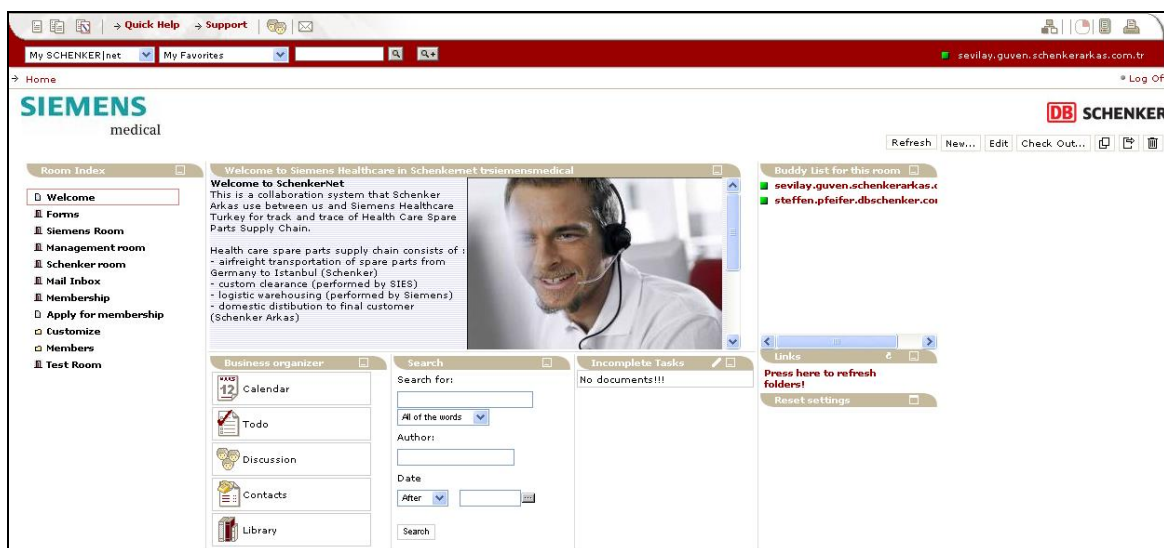 Quick Help Support
My SCHENKER|net My Favorites sevilay.guven.schenkerarkas.com.tr
Home Log Of
SIEMENS
medical
DB SCHENKER
Refresh New... Edit Check Out...
Room Index
Welcome
Forms
Siemens Room
Management room
Schenker room
Mail Inbox
Membership
Apply for membership
Customize
Members
Test Room
Welcome to Siemens Healthcare in Schenkernet trsiemensmedical
Welcome to SchenkerNet
This is a collaboration system that Schenker
Arkas use between us and Siemens Healthcare
Turkey for track and trace of Health Care Spare
Parts Supply Chain.
Health care spare parts supply chain consists of :
- airfreight transportation of spare parts from
Germany to Istanbul (Schenker)
- custom clearance (performed by SIES)
- logistic warehousing (performed by Siemens)
- domestic distibution to final customer
(Schenker Arkas)
Buddy List for this room
sevilay.guven.schenkerarkas.c
steffen.pfeifer.dbschenker.co
Business organizer
12 Calendar
Todo
Discussion
Contacts
Library
Search
Search for:
All of the words
Author:
Date
After
Search
Incomplete Tasks
No documents!!!
Links
Press here to refresh
folders!
Reset settings